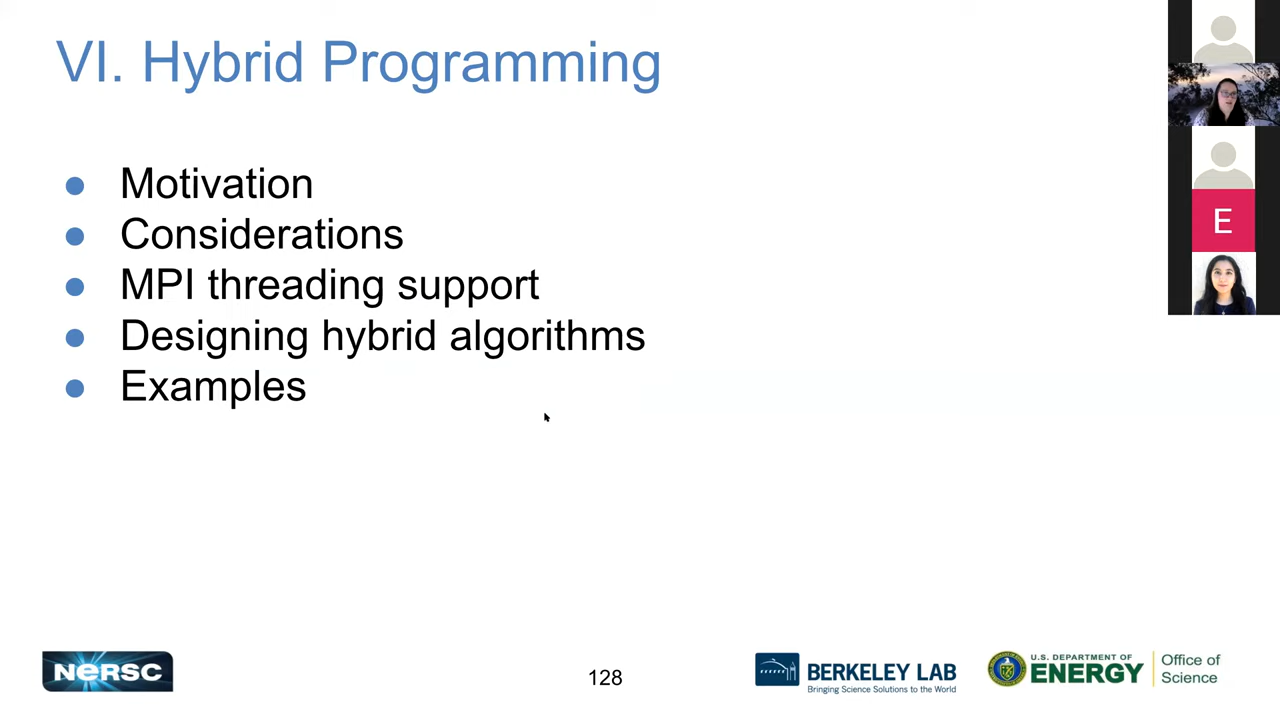 VI. Hybrid Programming
Motivation
Considerations
MPI threading support
Designing hybrid algorithms
Examples
E
NERSC
128
BERKELEY LAB
Bringing Science Solutions to the World
U.S. DEPARTMENT OF
ENERGY
Office of
Science